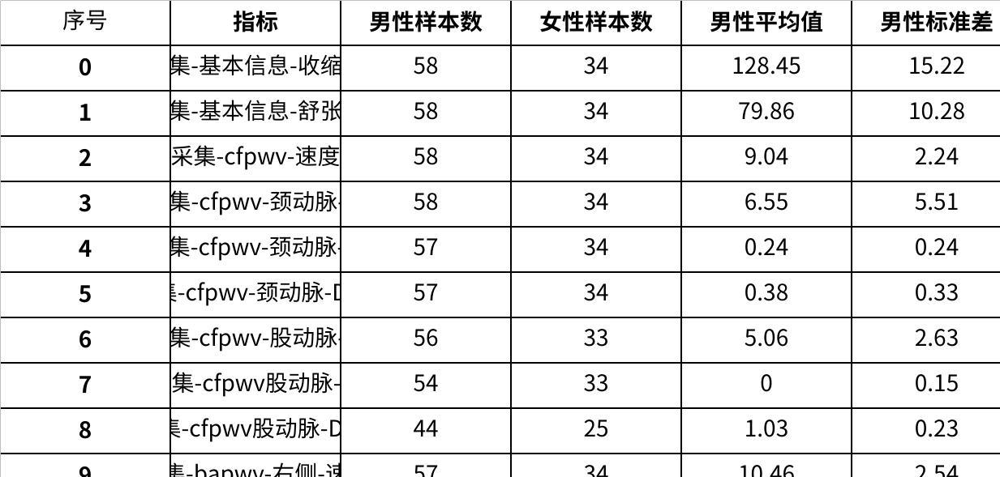 序号 指标 男性样本数 女性样本数 男性平均值 男性标准差
0 集-基本信息-收缩 58 34 128.45 15.22
1 集-基本信息-舒张 58 34 79.86 10.28
2 采集-cfpwv-速度 58 34 9.04 2.24
3 集-cfpwv-颈动脉- 58 34 6.55 5.51
4 集-cfpwv-颈动脉- 57 34 0.24 0.24
5 集-cfpwv-颈动脉-D 57 34 0.38 0.33
6 集-cfpwv-股动脉- 56 33 5.06 2.63
7 集-cfpwv股动脉- 54 33 0 0.15
8 集-cfpwv股动脉-D 44 25 1.03 0.23
9 集-bapwv-右侧-速 57 34 10.46 2.54